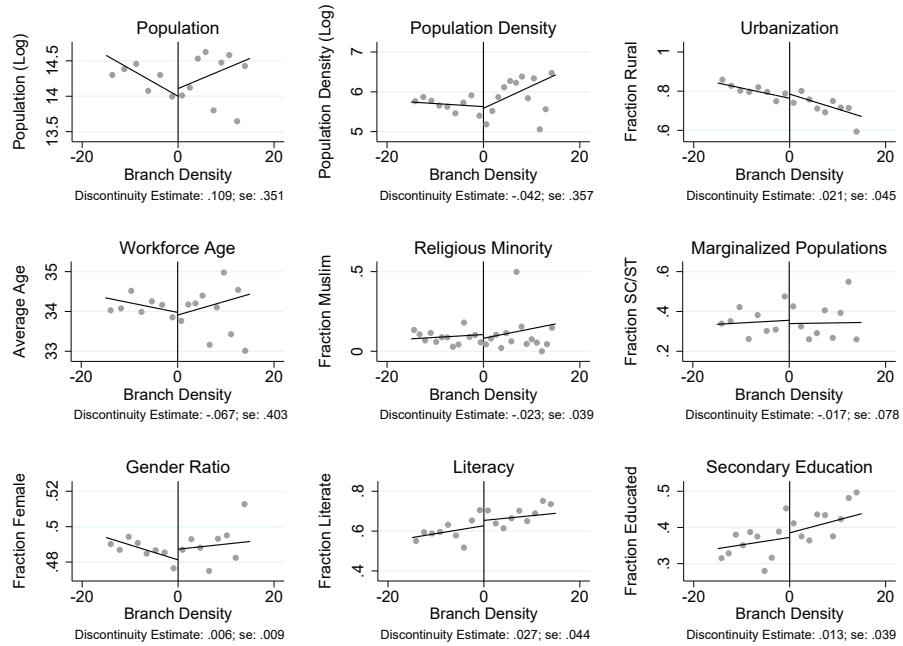 Population
Population (Log)
14.5
14
13.5
-20 0 20
Branch Density
Discontinuity Estimate: .109; se: .351
Population Density
Population Density (Log)
7
6
5
-20 0 20
Branch Density
Discontinuity Estimate: -.042; se: .357
Urbanization
Fraction Rural
1
.8
.6
-20 0 20
Branch Density
Discontinuity Estimate: .021; se: .045
Workforce Age
Average Age
35
34
33
-20 0 20
Branch Density
Discontinuity Estimate: -.067; se: .403
Religious Minority
Fraction Muslim
.5
0
-20 0 20
Branch Density
Discontinuity Estimate: -.023; se: .039
Marginalized Populations
Fraction SC/ST
.6
.4
.2
-20 0 20
Branch Density
Discontinuity Estimate: -.017; se: .078
Gender Ratio
Fraction Female
.52
.5
.48
-20 0 20
Branch Density
Discontinuity Estimate: .006; se: .009
Literacy
Fraction Literate
.8
.6
.4
-20 0 20
Branch Density
Discontinuity Estimate: .027; se: .044
Secondary Education
Fraction Educated
.5
.4
.3
-20 0 20
Branch Density
Discontinuity Estimate: .013; se: .039